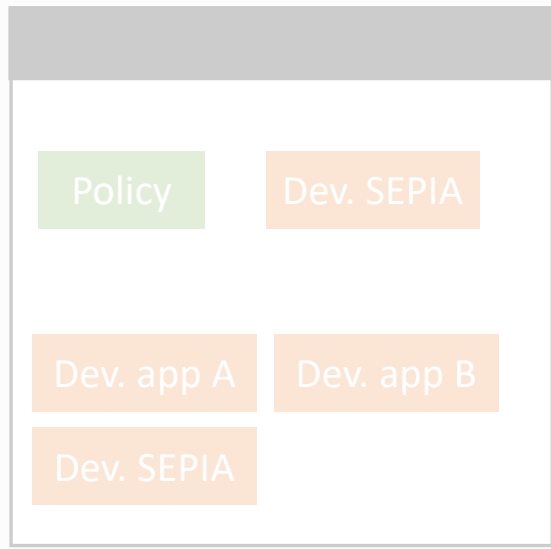 Policy
Dev. SEPIA
Dev. app A
Dev. app B
Dev. SEPIA